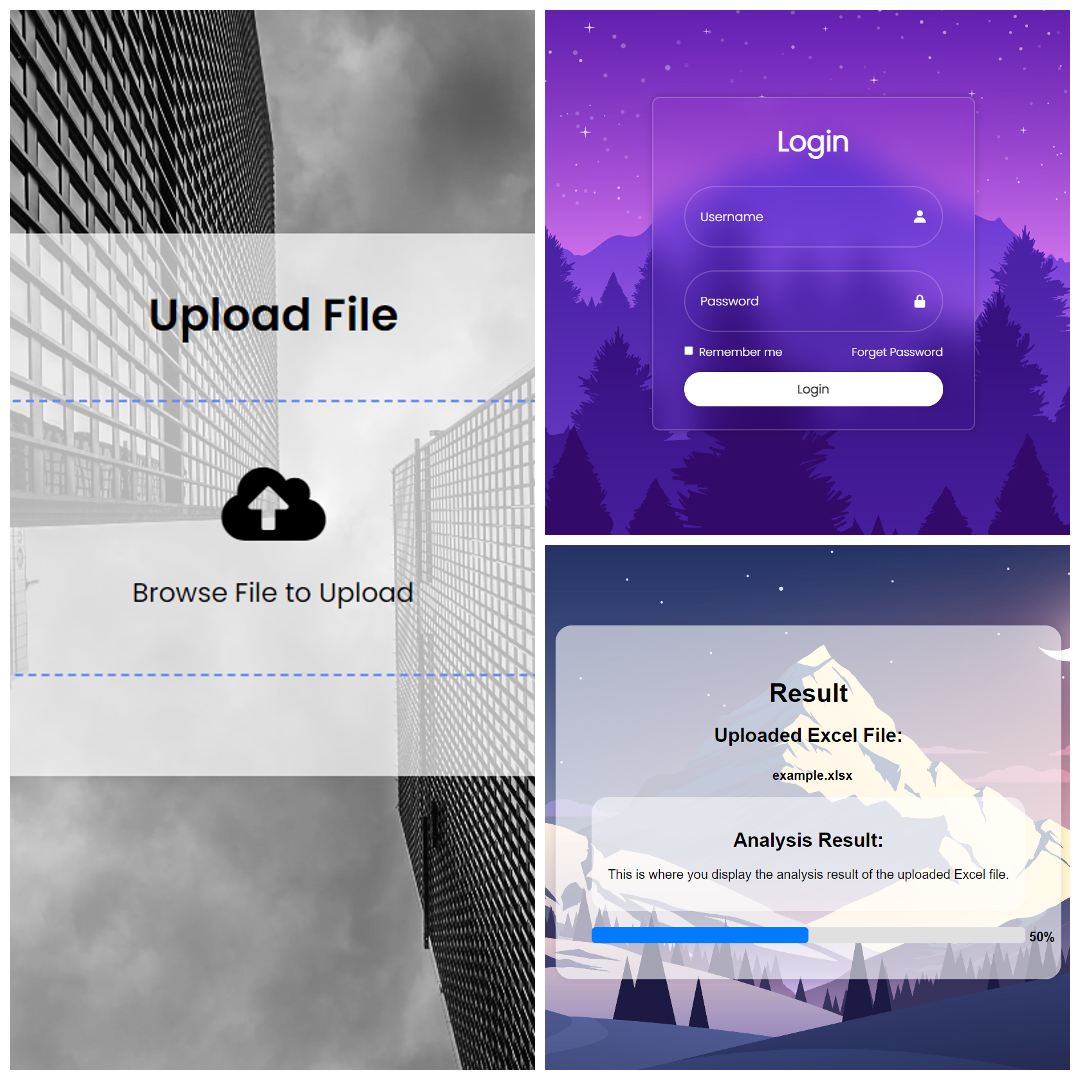 Upload File
Browse File to Upload
Login
Username
Password
Remember me Forget Password
Login
Result
Uploaded Excel File:
example.xlsx
Analysis Result:
This is where you display the analysis result of the uploaded Excel file.
50%